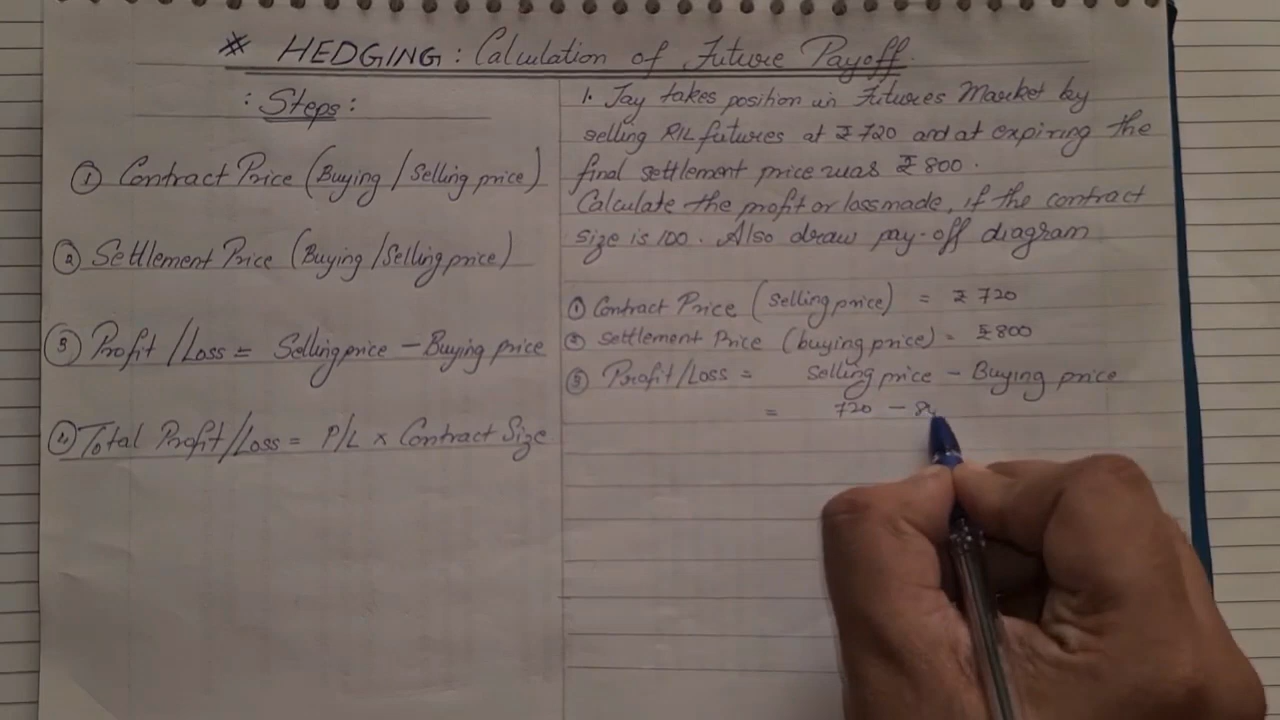 * HEDGING: Calculation of Future Payoff.
: Steps :
① Contract Price (Buying / Selling price)
② Settlement Price (Buying /Selling price)
③ Profit /Loss = Selling price – Buying price
④ Total Profit/Loss = P/L × Contract Size
1. Jay takes position in Futures Market by
selling RIL futures at ₹ 720 and at expiring the
final settlement price was ₹ 800.
Calculate the profit or loss made, if the contract
size is 100. Also draw pay-off diagram
① Contract Price (Selling price) = ₹ 720
② Settlement Price (buying price) = ₹ 800
③ Profit/Loss = Selling price – Buying price
= 720 – 8